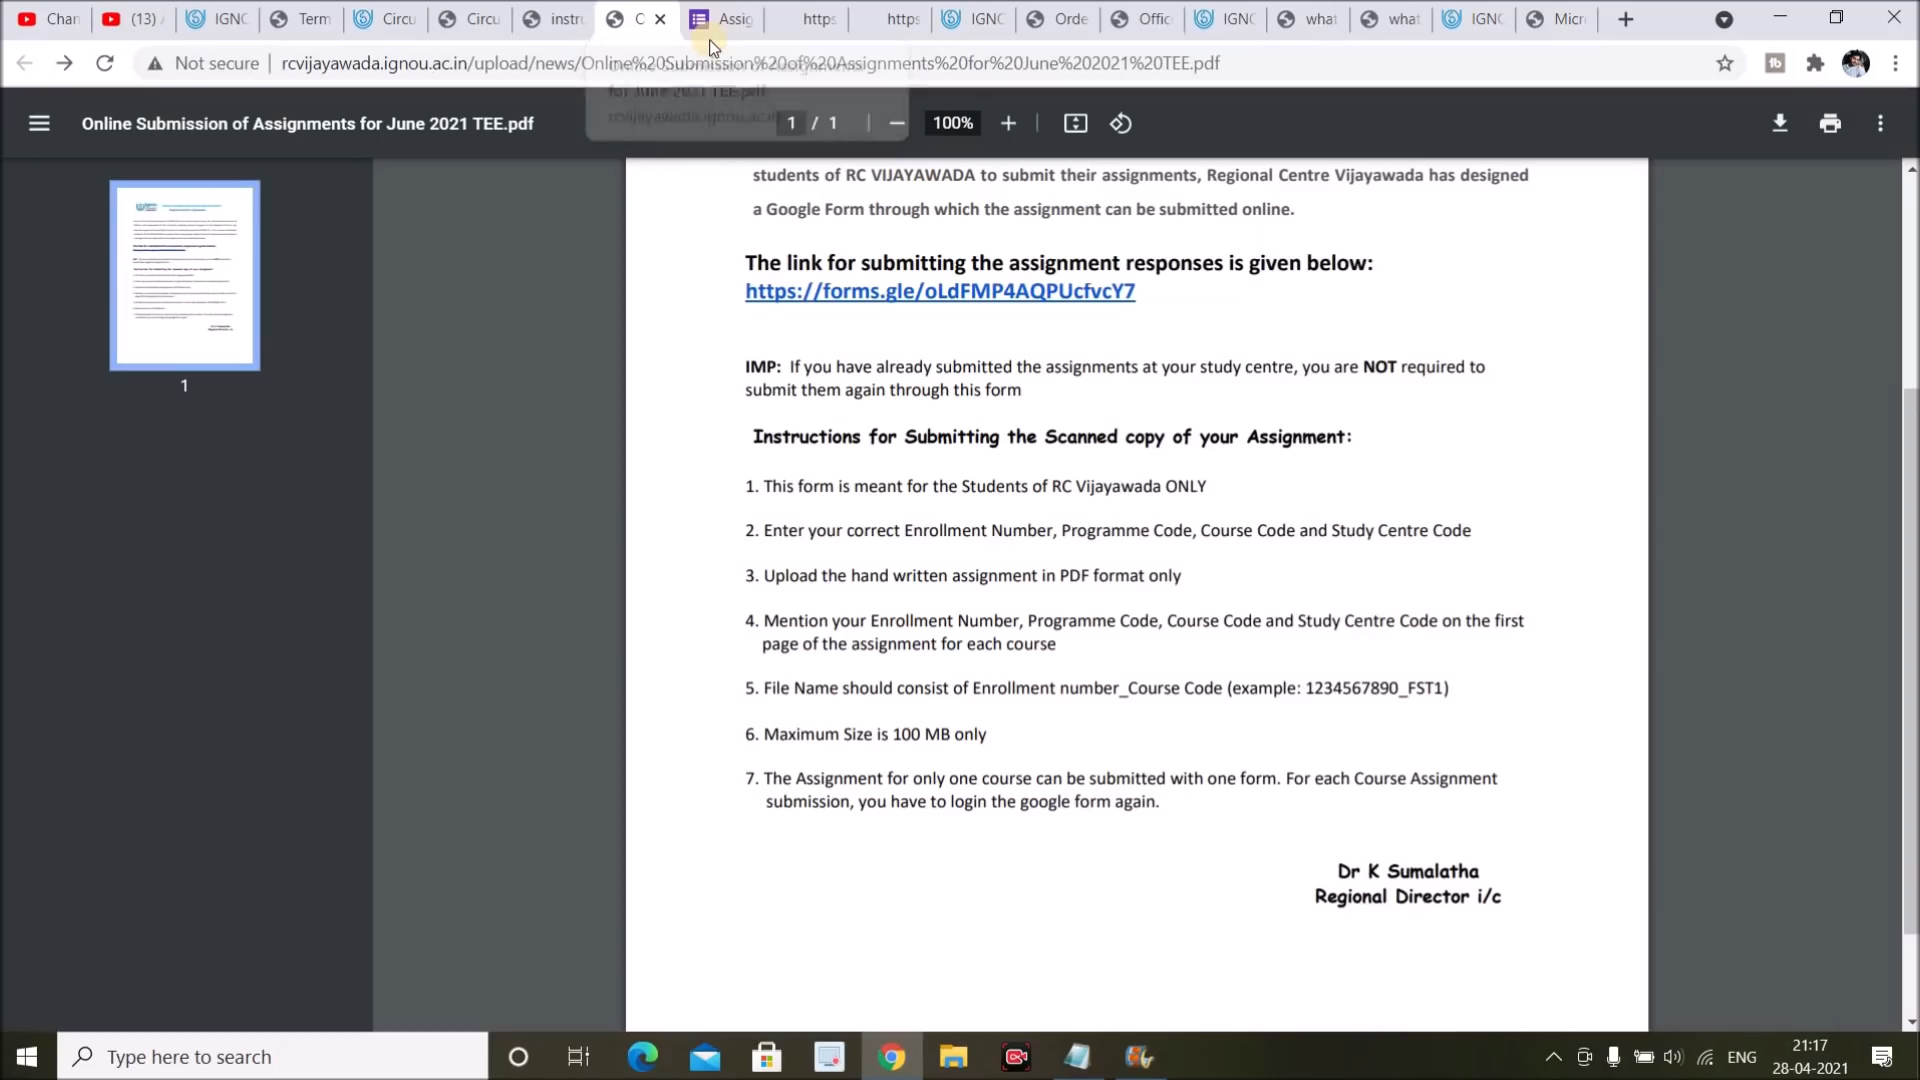 Chan
(13)
IGNC
Term
Circu
Circu
instru
C
Assig
https
https
IGNC
Orde
Offic
IGNC
what
what
IGNC
Micr
Not secure
rcvijayawada.ignou.ac.in/upload/news/Online%20Submission%20of%20Assignments%20for%20June%202021%20TEE.pdf
for June 2021 TEE.pdf
rcvijayawada.ignou.ac.in
Online Submission of Assignments for June 2021 TEE.pdf
1 / 1
100%
students of RC VIJAYAWADA to submit their assignments, Regional Centre Vijayawada has designed
a Google Form through which the assignment can be submitted online.
The link for submitting the assignment responses is given below:
https://forms.gle/oLdFMP4AQPUcfvcY7
IMP: If you have already submitted the assignments at your study centre, you are NOT required to
submit them again through this form
Instructions for Submitting the Scanned copy of your Assignment:
1. This form is meant for the Students of RC Vijayawada ONLY
2. Enter your correct Enrollment Number, Programme Code, Course Code and Study Centre Code
3. Upload the hand written assignment in PDF format only
4. Mention your Enrollment Number, Programme Code, Course Code and Study Centre Code on the first
page of the assignment for each course
5. File Name should consist of Enrollment number_Course Code (example: 1234567890_FST1)
6. Maximum Size is 100 MB only
7. The Assignment for only one course can be submitted with one form. For each Course Assignment
submission, you have to login the google form again.
Dr K Sumalatha
Regional Director i/c
1
Type here to search
ENG
21:17
28-04-2021